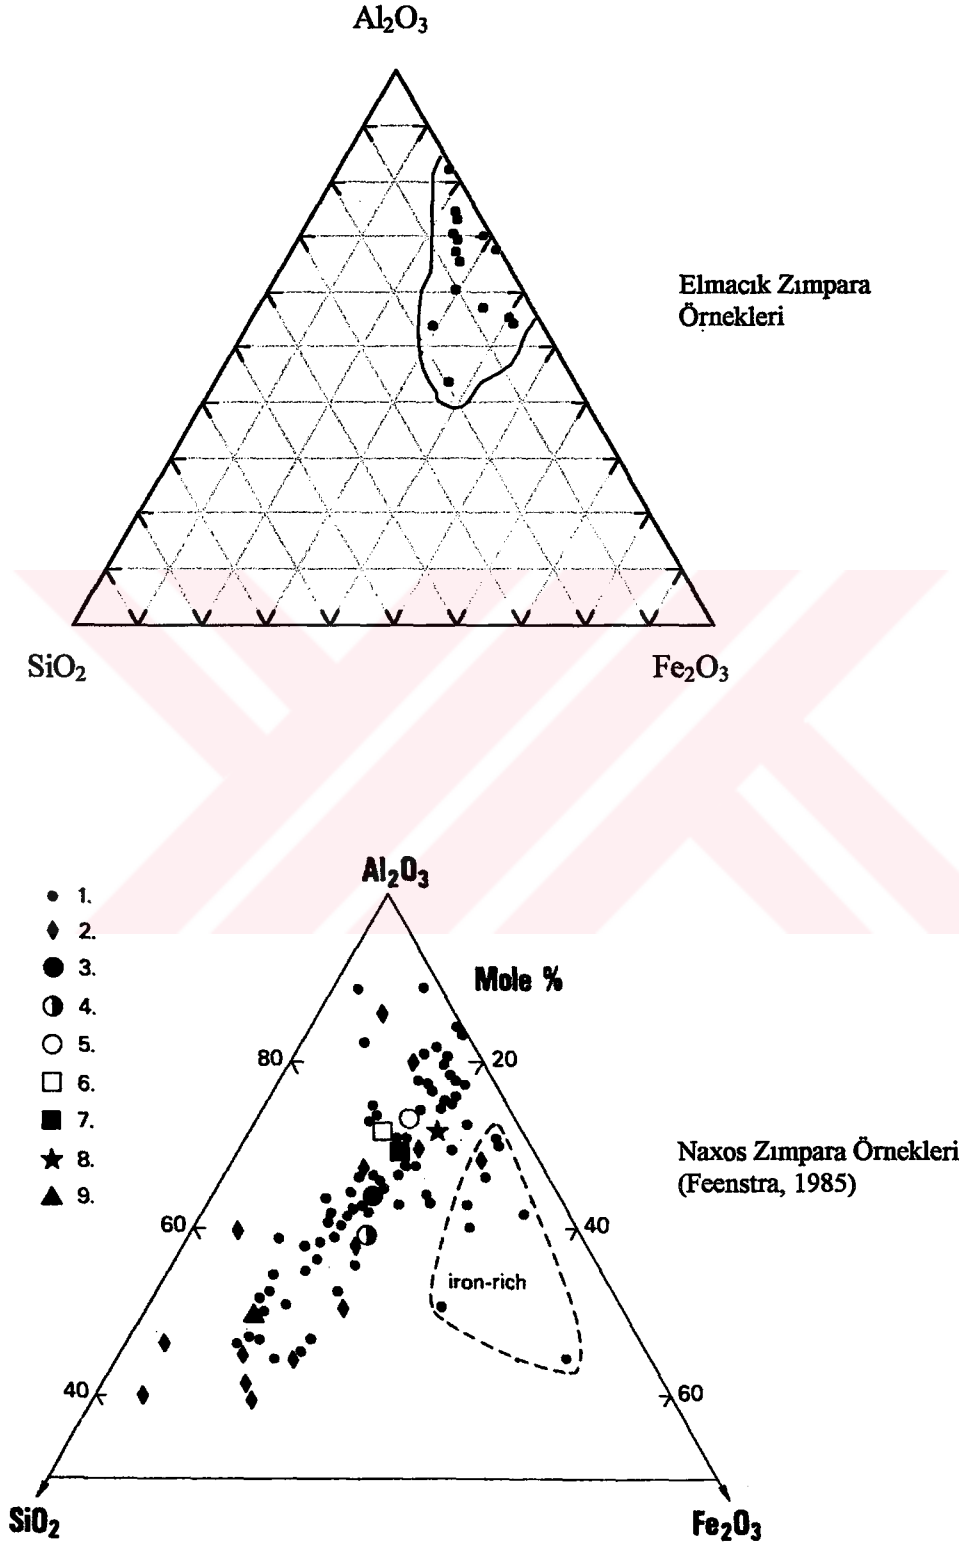 Al₂O₃
Elmacık Zımpara
Örnekleri
SiO₂
Fe₂O₃
Al₂O₃
1.
2.
3.
4.
5.
6.
7.
8.
9.
Mole %
80
20
Naxos Zımpara Örnekleri
(Feenstra, 1985)
60
40
iron-rich
40
60
SiO₂
Fe₂O₃